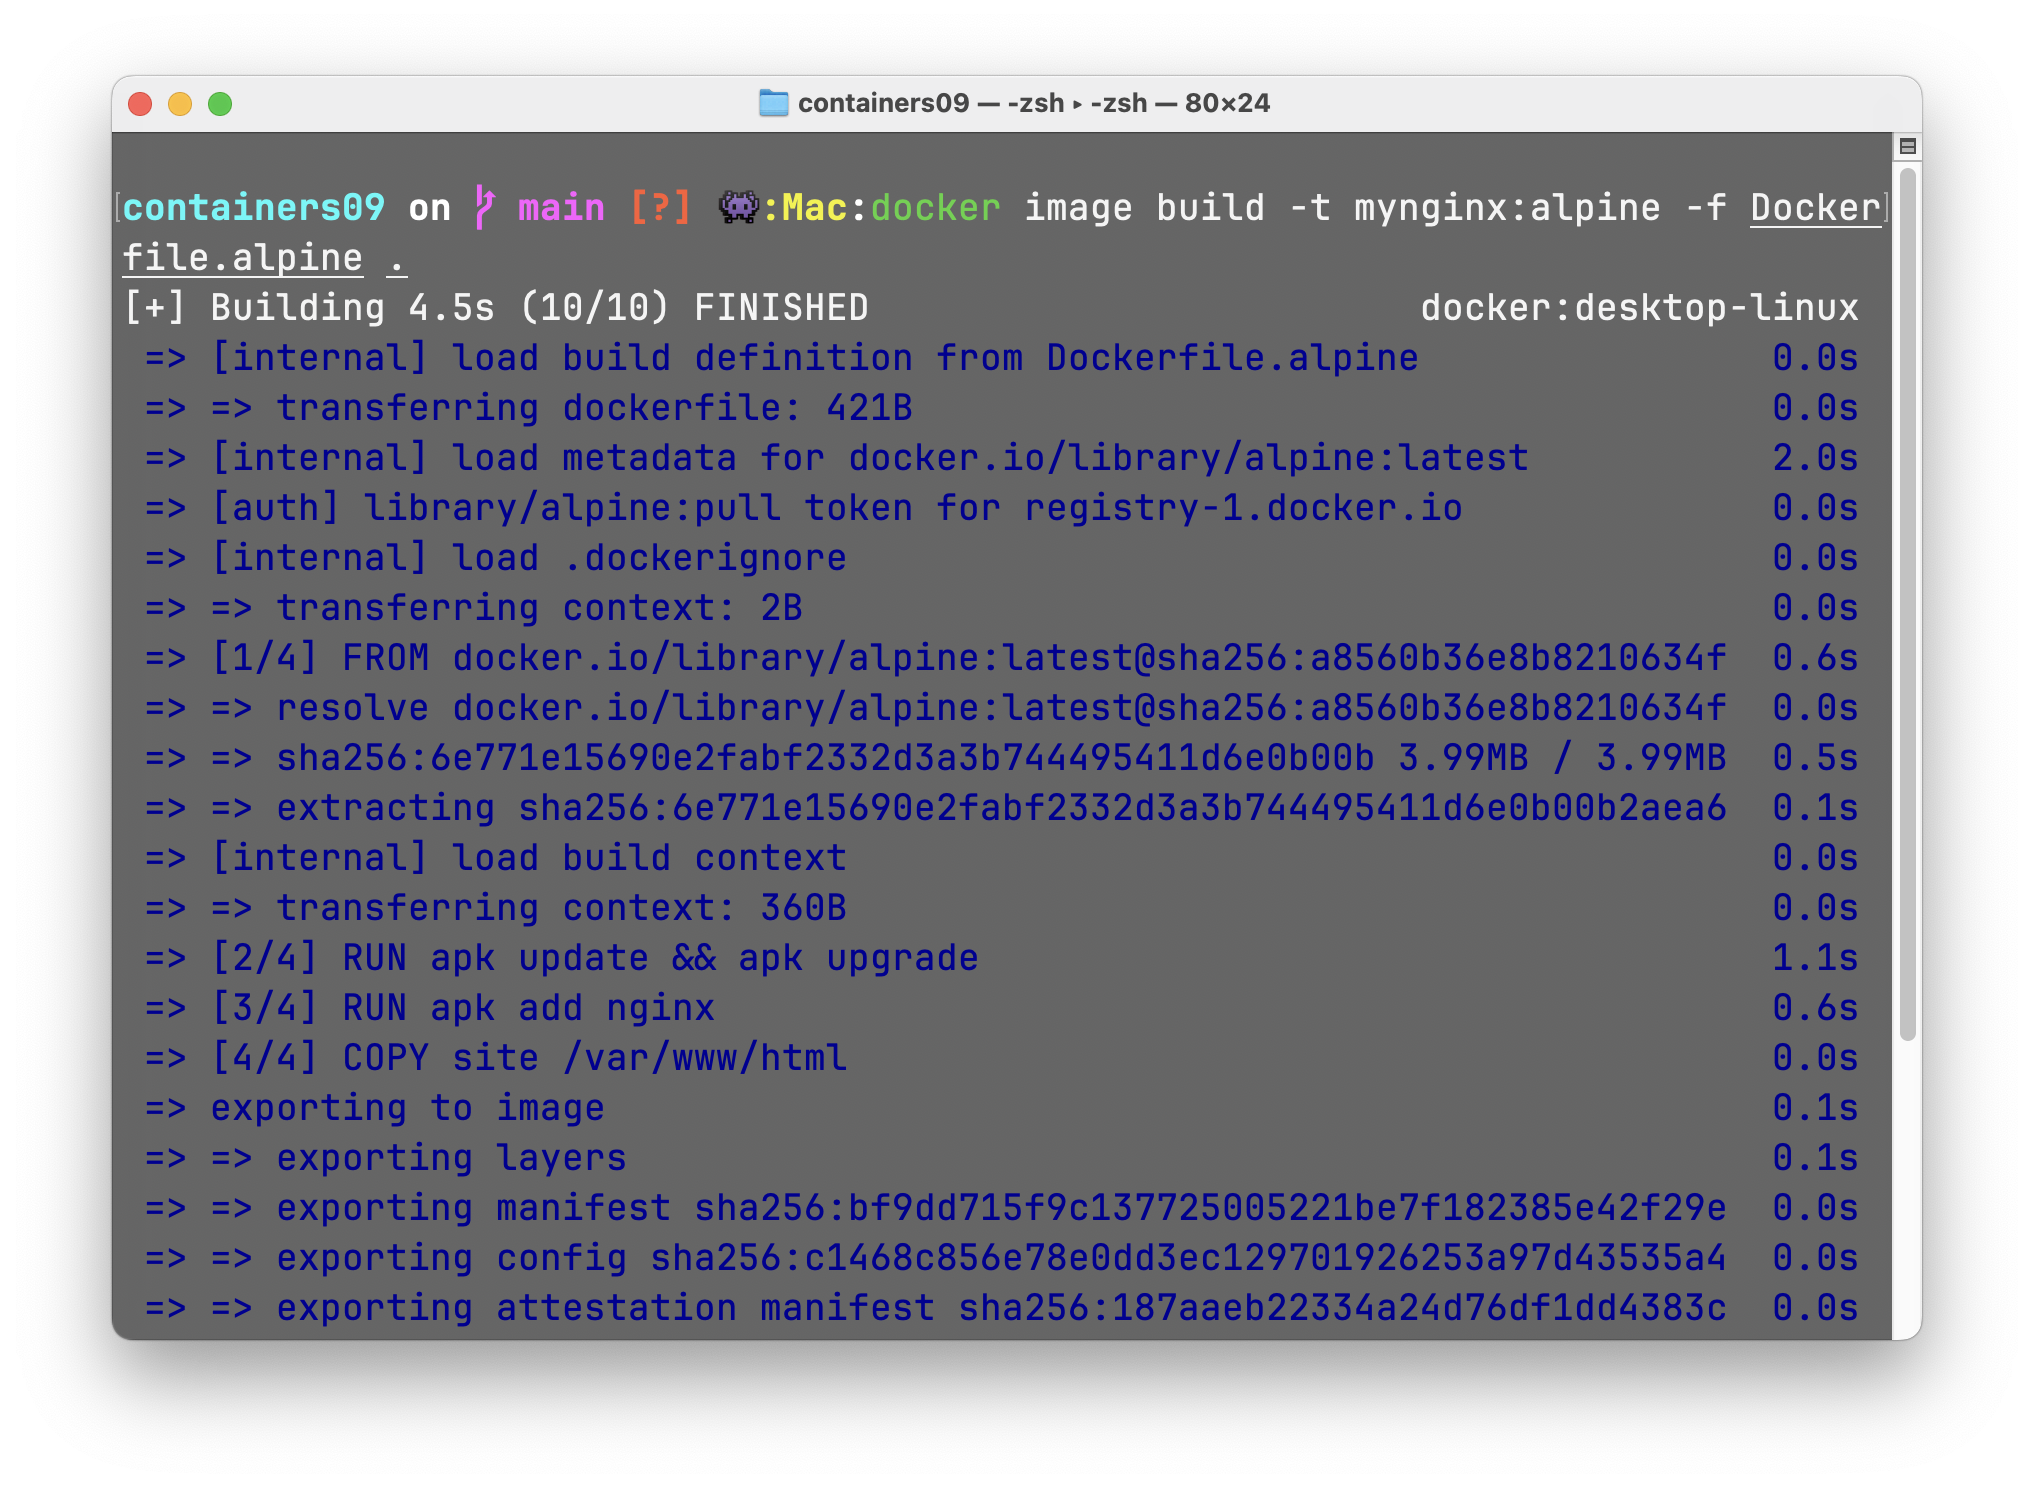 containers09 — -zsh ▸ -zsh — 80×24
containers09 on main [?] 👾:Mac:docker image build -t mynginx:alpine -f Docker
file.alpine .
[+] Building 4.5s (10/10) FINISHED docker:desktop-linux
=> [internal] load build definition from Dockerfile.alpine 0.0s
=> => transferring dockerfile: 421B 0.0s
=> [internal] load metadata for docker.io/library/alpine:latest 2.0s
=> [auth] library/alpine:pull token for registry-1.docker.io 0.0s
=> [internal] load .dockerignore 0.0s
=> => transferring context: 2B 0.0s
=> [1/4] FROM docker.io/library/alpine:latest@sha256:a8560b36e8b8210634f 0.6s
=> => resolve docker.io/library/alpine:latest@sha256:a8560b36e8b8210634f 0.0s
=> => sha256:6e771e15690e2fabf2332d3a3b744495411d6e0b00b 3.99MB / 3.99MB 0.5s
=> => extracting sha256:6e771e15690e2fabf2332d3a3b744495411d6e0b00b2aea6 0.1s
=> [internal] load build context 0.0s
=> => transferring context: 360B 0.0s
=> [2/4] RUN apk update && apk upgrade 1.1s
=> [3/4] RUN apk add nginx 0.6s
=> [4/4] COPY site /var/www/html 0.0s
=> exporting to image 0.1s
=> => exporting layers 0.1s
=> => exporting manifest sha256:bf9dd715f9c137725005221be7f182385e42f29e 0.0s
=> => exporting config sha256:c1468c856e78e0dd3ec129701926253a97d43535a4 0.0s
=> => exporting attestation manifest sha256:187aaeb22334a24d76df1dd4383c 0.0s